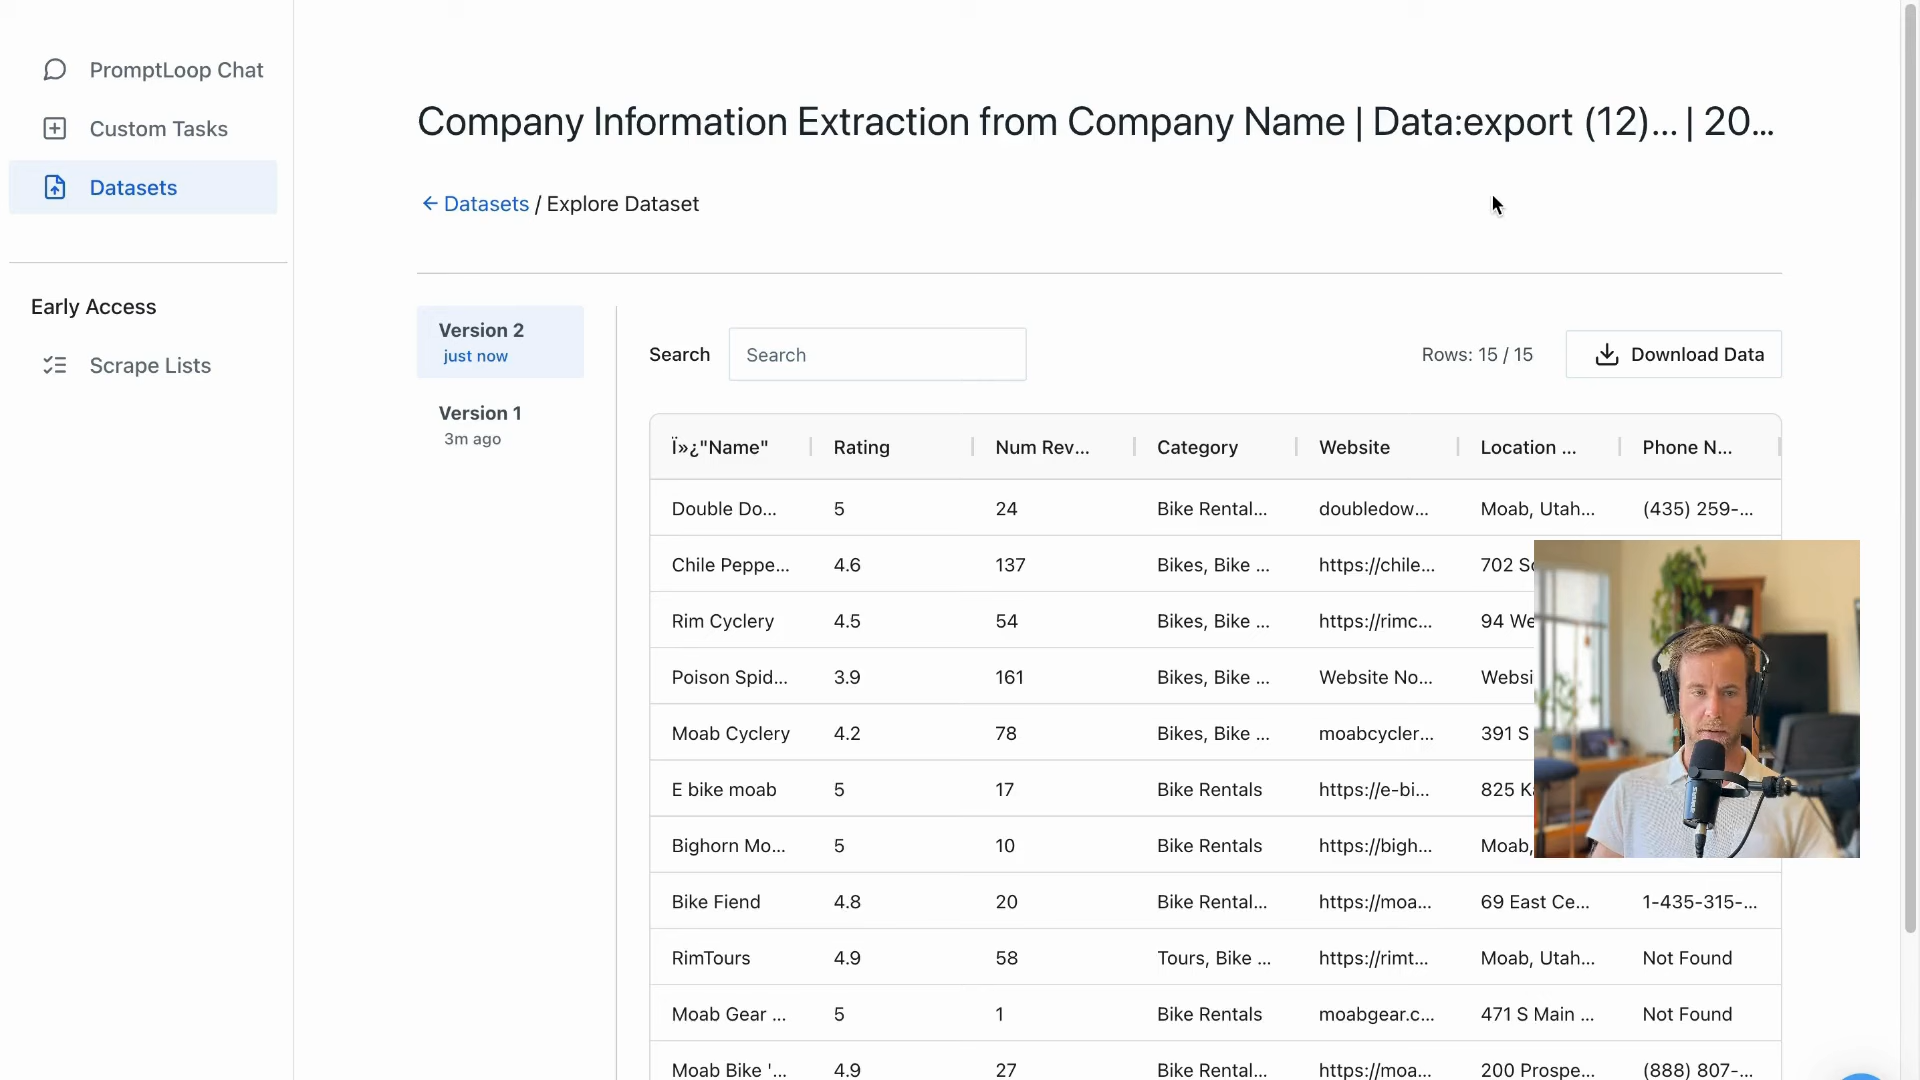 PromptLoop Chat
Custom Tasks
Datasets
Early Access
Scrape Lists
Company Information Extraction from Company Name | Data:export (12)... | 20...
← Datasets / Explore Dataset
Version 2
just now
Version 1
3m ago
Search Search Rows: 15 / 15 Download Data
ï»¿"Name" Rating Num Rev... Category Website Location ... Phone N...
Double Do... 5 24 Bike Rental... doubledow... Moab, Utah... (435) 259-...
Chile Peppe... 4.6 137 Bikes, Bike ... https://chile... 702 So
Rim Cyclery 4.5 54 Bikes, Bike ... https://rimc... 94 We
Poison Spid... 3.9 161 Bikes, Bike ... Website No... Websi
Moab Cyclery 4.2 78 Bikes, Bike ... moabcycler... 391 S
E bike moab 5 17 Bike Rentals https://e-bi... 825 K
Bighorn Mo... 5 10 Bike Rentals https://bigh... Moab,
Bike Fiend 4.8 20 Bike Rental... https://moa... 69 East Ce... 1-435-315-...
RimTours 4.9 58 Tours, Bike ... https://rimt... Moab, Utah... Not Found
Moab Gear ... 5 1 Bike Rentals moabgear.c... 471 S Main ... Not Found
Moab Bike '... 4.9 27 Bike Rental... https://moa... 200 Prospe... (888) 807-...